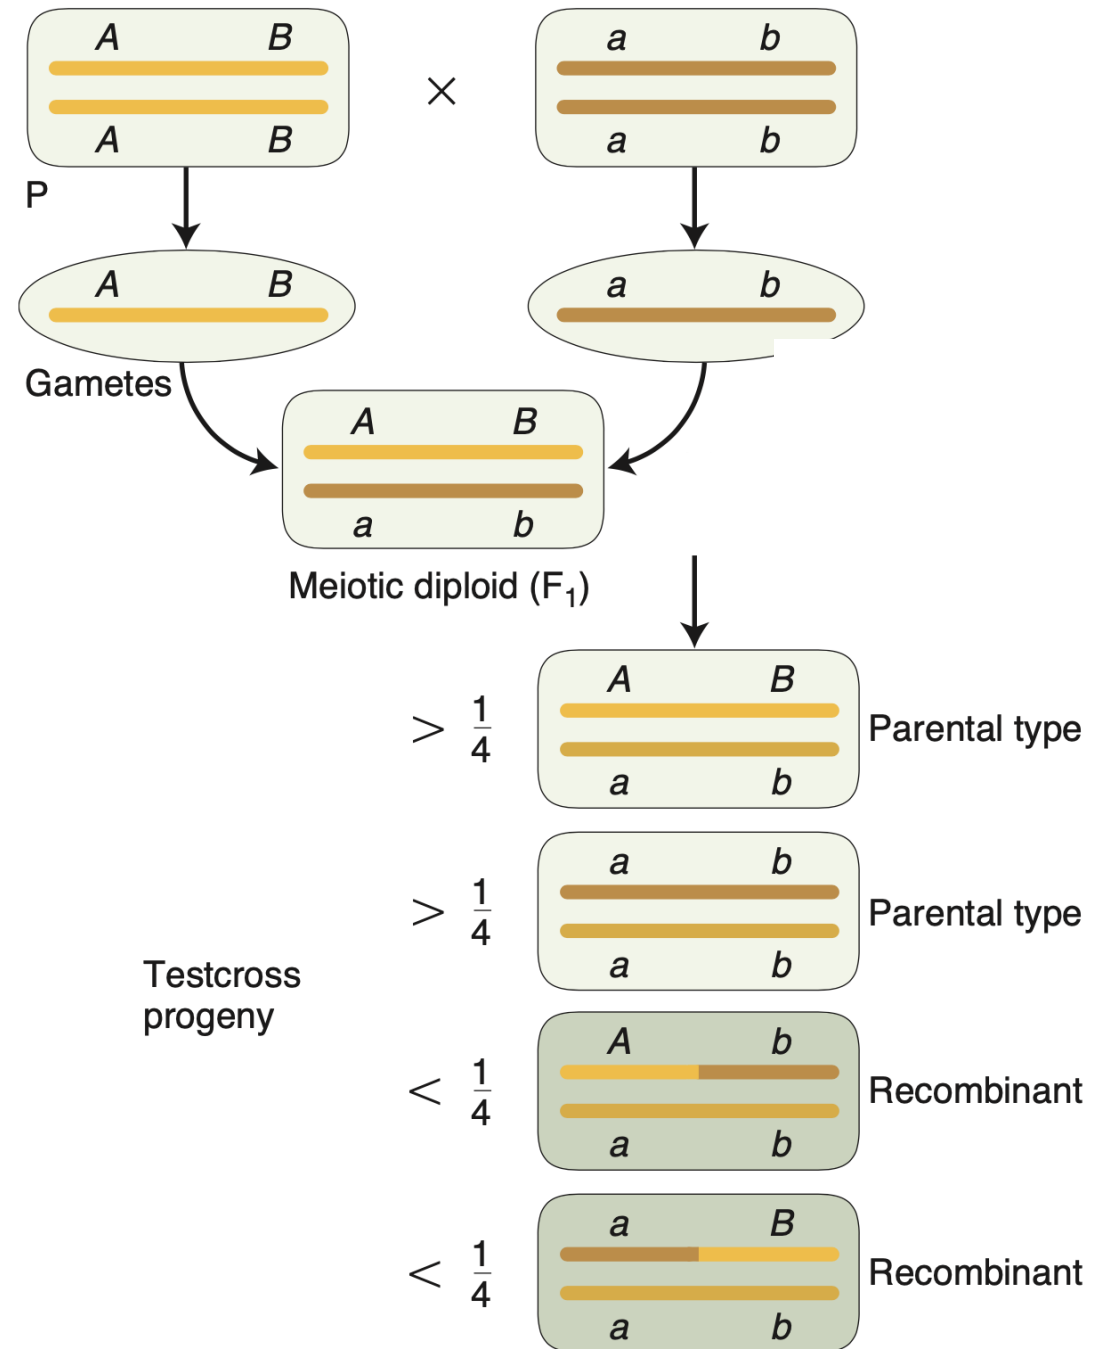 A B a b
×
A B a b
P
A B a b
Gametes
A B
a b
Meiotic diploid (F₁)
A B
> 1/4 Parental type
a b
a b
> 1/4 Parental type
a b
Testcross
progeny
A b
< 1/4 Recombinant
a b
a B
< 1/4 Recombinant
a b